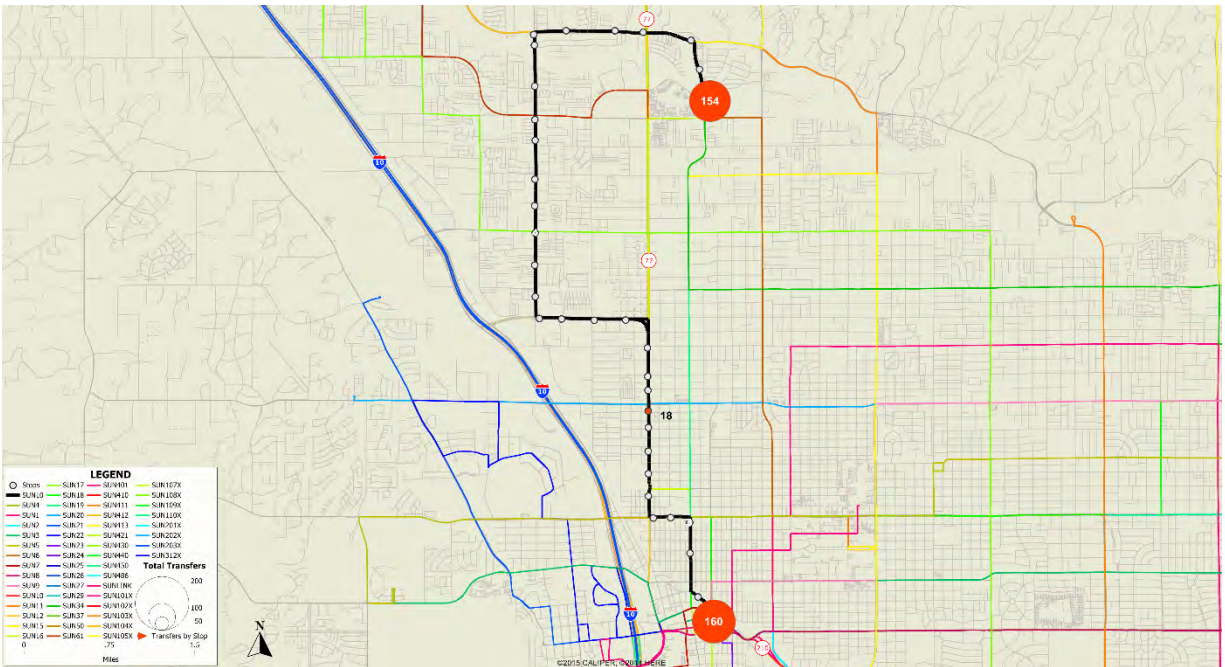 77
154
10
77
10
18
LEGEND
Stops SUN17 SUN401 SUN107X
SUN10 SUN18 SUN410 SUN108X
SUN4 SUN19 SUN411 SUN109X
SUN1 SUN20 SUN412 SUN110X
SUN2 SUN21 SUN413 SUN201X
SUN3 SUN22 SUN421 SUN202X
SUN5 SUN23 SUN430 SUN203X
SUN6 SUN24 SUN440 SUN312X
SUN7 SUN25 SUN450 Total Transfers
SUN8 SUN26 SUN486 200
SUN9 SUN27 SUNLINK
SUN10 SUN29 SUN101X
SUN11 SUN34 SUN102X 100
SUN12 SUN37 SUN103X 50
SUN15 SUN50 SUN104X
SUN16 SUN61 SUN105X Transfers by Stop
0 .75 1.5
Miles
N
10
160
210
©2015 CALIPER; ©2014 HERE